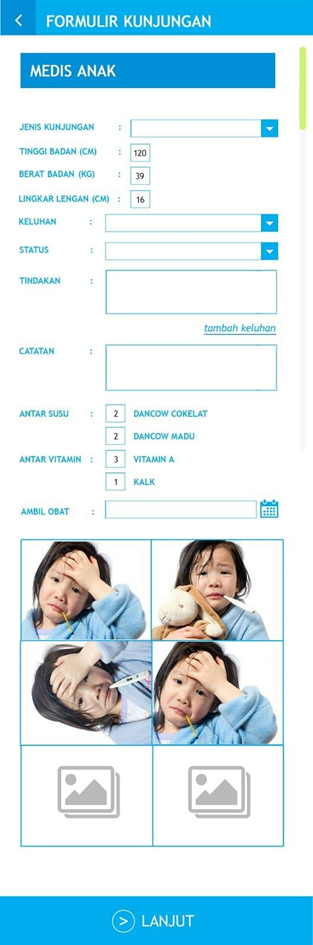 FORMULIR KUNJUNGAN
MEDIS ANAK
JENIS KUNJUNGAN :
TINGGI BADAN (CM) : 120
BERAT BADAN (KG) : 39
LINGKAR LENGAN (CM) : 16
KELUHAN :
STATUS :
TINDAKAN :
tambah keluhan
CATATAN :
ANTAR SUSU : 2 DANCOW COKELAT
2 DANCOW MADU
ANTAR VITAMIN : 3 VITAMIN A
1 KALK
AMBIL OBAT :
LANJUT